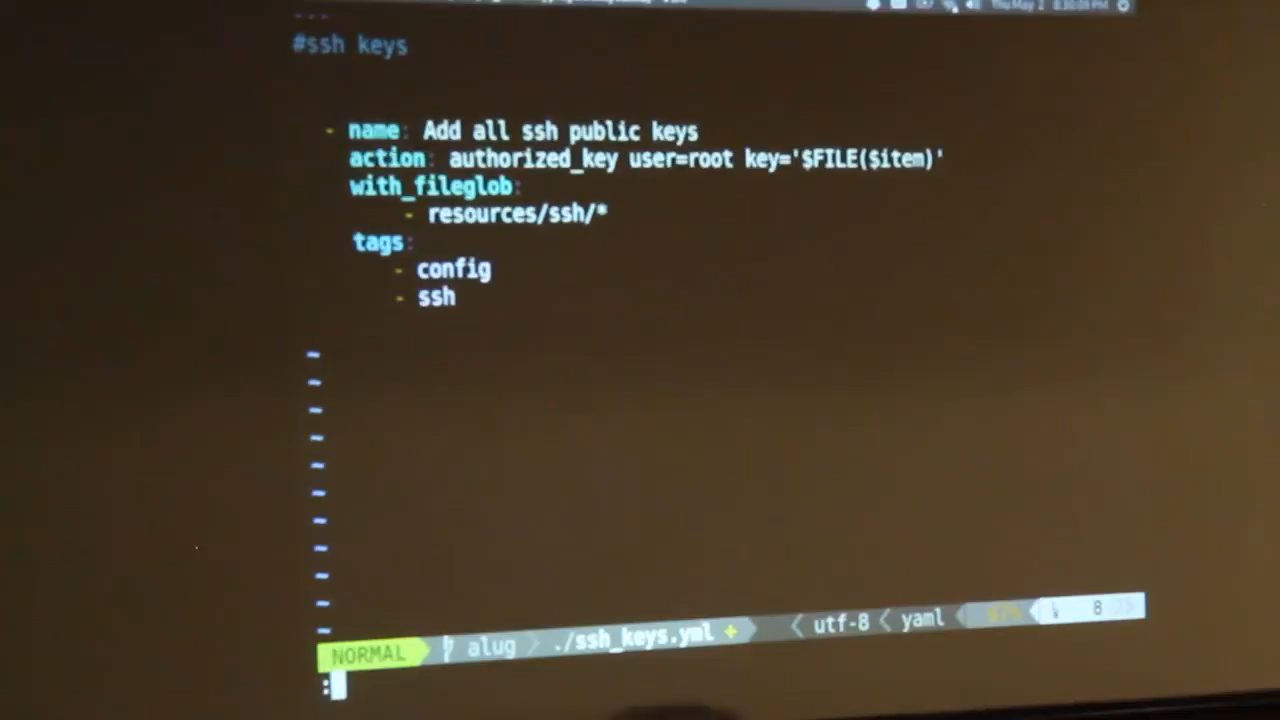 ---
#ssh keys
- name: Add all ssh public keys
action: authorized_key user=root key='$FILE($item)'
with_fileglob:
- resources/ssh/*
tags:
- config
- ssh
~
~
~
~
~
~
~
~
~
~
~
NORMAL alug ./ssh_keys.yml + utf-8 yaml 8
: